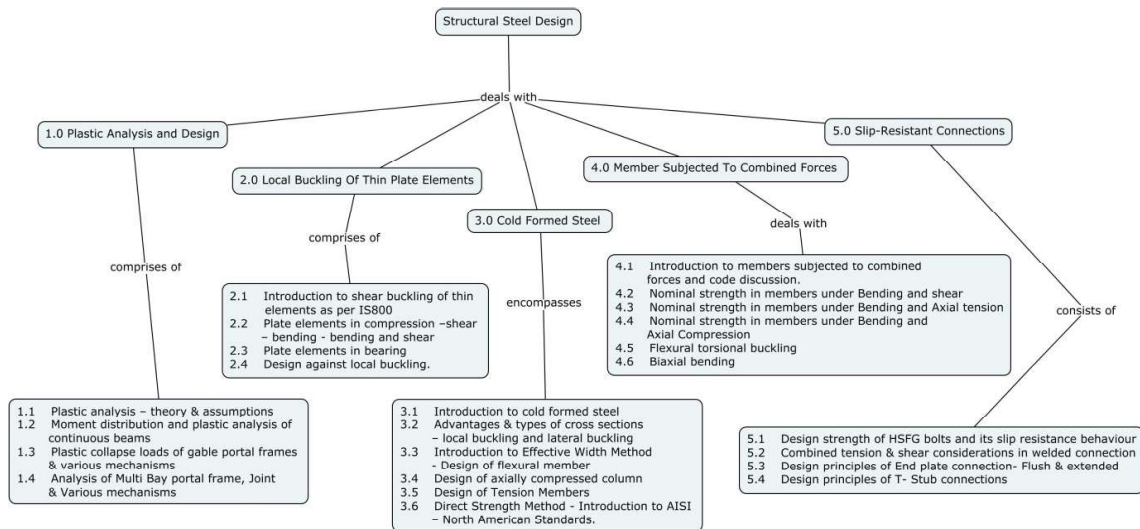 Structural Steel Design
deals with
1.0 Plastic Analysis and Design
5.0 Slip-Resistant Connections
2.0 Local Buckling Of Thin Plate Elements
4.0 Member Subjected To Combined Forces
3.0 Cold Formed Steel
comprises of
comprises of
encompasses
deals with
consists of
1.1 Plastic analysis – theory & assumptions
1.2 Moment distribution and plastic analysis of
continuous beams
1.3 Plastic collapse loads of gable portal frames
& various mechanisms
1.4 Analysis of Multi Bay portal frame, Joint
& Various mechanisms
2.1 Introduction to shear buckling of thin
elements as per IS800
2.2 Plate elements in compression –shear
– bending - bending and shear
2.3 Plate elements in bearing
2.4 Design against local buckling.
3.1 Introduction to cold formed steel
3.2 Advantages & types of cross sections
– local buckling and lateral buckling
3.3 Introduction to Effective Width Method
- Design of flexural member
3.4 Design of axially compressed column
3.5 Design of Tension Members
3.6 Direct Strength Method - Introduction to AISI
– North American Standards.
4.1 Introduction to members subjected to combined
forces and code discussion.
4.2 Nominal strength in members under Bending and shear
4.3 Nominal strength in members under Bending and Axial tension
4.4 Nominal strength in members under Bending and
Axial Compression
4.5 Flexural torsional buckling
4.6 Biaxial bending
5.1 Design strength of HSFG bolts and its slip resistance behaviour
5.2 Combined tension & shear considerations in welded connection
5.3 Design principles of End plate connection- Flush & extended
5.4 Design principles of T- Stub connections